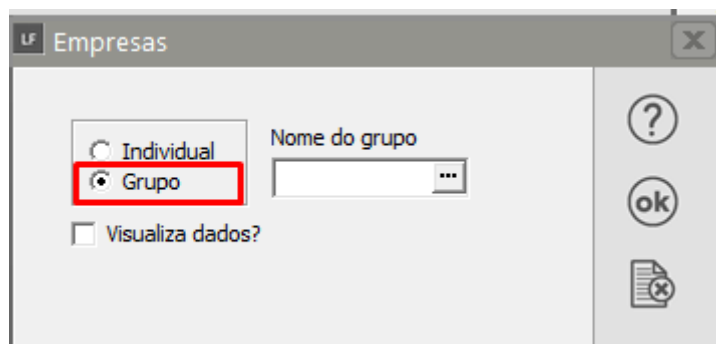 LF Empresas
Individual
Nome do grupo
Grupo
...
ok
Visualiza dados?
?